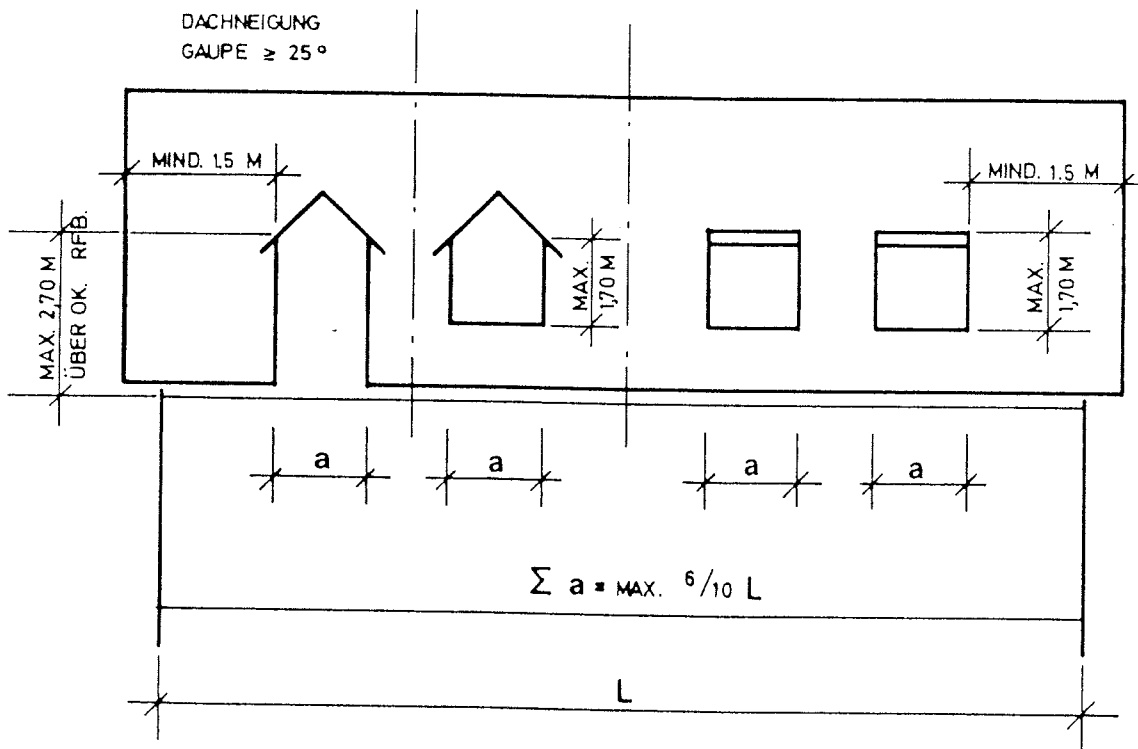 DACHNEIGUNG
GAUPE ≥ 25°
MIND. 1.5 M
MIND. 1.5 M
MAX. 2,70 M
ÜBER OK. RFB.
MAX.
1,70 M
MAX.
1,70 M
a
a
a
a
Σ a = MAX. 6/10 L
L